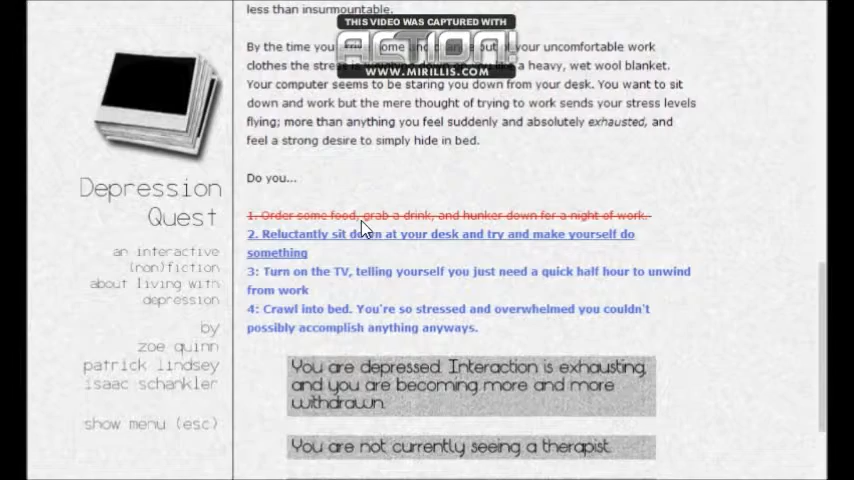 less than insurmountable.
THIS VIDEO WAS CAPTURED WITH
ACTION!
WWW.MIRILLIS.COM
By the time you home and out of your uncomfortable work
clothes the a heavy, wet wool blanket.
Your computer seems to be staring you down from your desk. You want to sit
down and work but the mere thought of trying to work sends your stress levels
flying; more than anything you feel suddenly and absolutely exhausted, and
feel a strong desire to simply hide in bed.
Do you...
1. Order some food, grab a drink, and hunker down for a night of work.
2. Reluctantly sit down at your desk and try and make yourself do
something
3: Turn on the TV, telling yourself you just need a quick half hour to unwind
from work
4: Crawl into bed. You're so stressed and overwhelmed you couldn't
possibly accomplish anything anyways.
You are depressed. Interaction is exhausting,
and you are becoming more and more
withdrawn.
You are not currently seeing a therapist.
Depression
Quest
an interactive
(non)fiction
about living with
depression
by
zoe quinn
patrick lindsey
isaac schankler
show menu (esc)